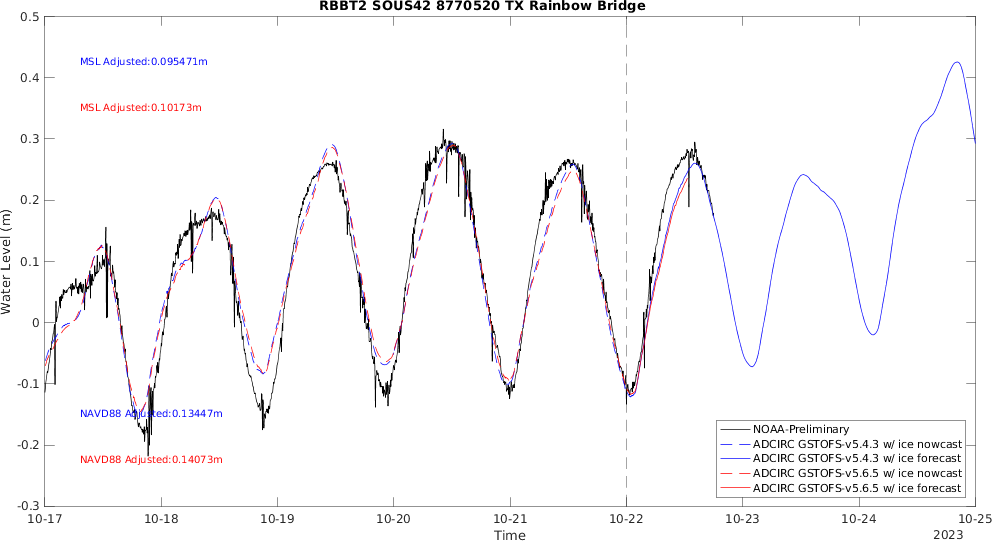 RBBT2 SOUS42 8770520 TX Rainbow Bridge
0.5
0.4
0.3
0.2
0.1
0
-0.1
-0.2
-0.3
Water Level (m)
MSL Adjusted:0.095471m
MSL Adjusted:0.10173m
NAVD88 Adjusted:0.13447m
NAVD88 Adjusted:0.14073m
NOAA-Preliminary
ADCIRC GSTOFS-v5.4.3 w/ ice nowcast
ADCIRC GSTOFS-v5.4.3 w/ ice forecast
ADCIRC GSTOFS-v5.6.5 w/ ice nowcast
ADCIRC GSTOFS-v5.6.5 w/ ice forecast
10-17 10-18 10-19 10-20 10-21 10-22 10-23 10-24 10-25
Time
2023